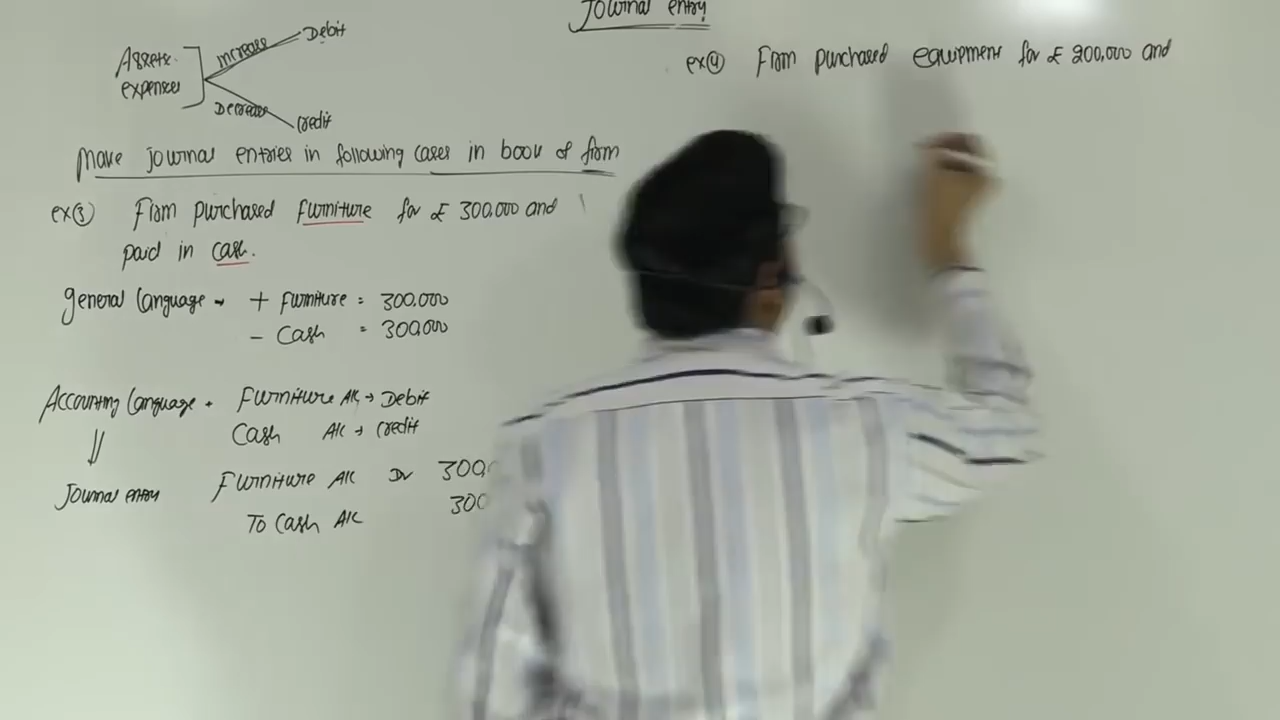 Journal entry
Assets
expenses
increase
Debit
Decrease
credit
Make Journal entries in following cases in book of firm
ex③ Firm purchased furniture for £ 300,000 and
paid in cash.
general language → + Furniture = 300,000
- Cash = 300,000
Accounting language → Furniture A/c → Debit
Cash A/c → credit
⇓
Journal entry Furniture A/c Dr 300,
To Cash A/c 300
ex④ Firm purchased equipment for £ 200,000 and